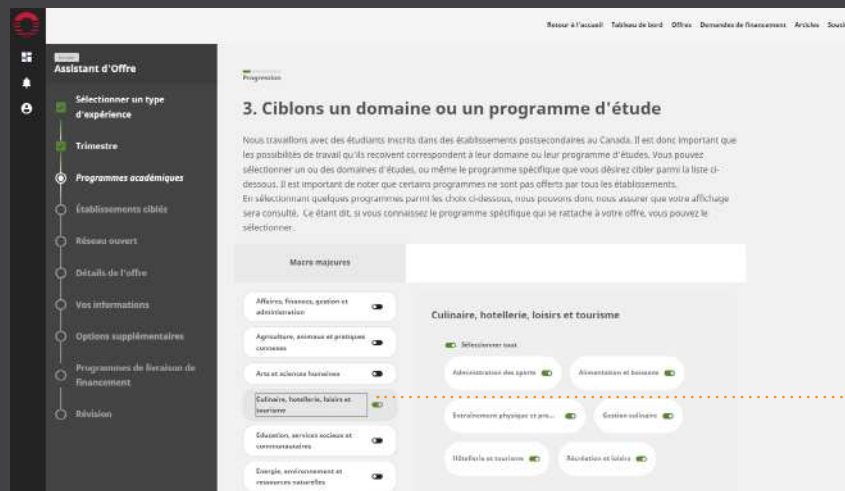 Retour à l'accueil Tableau de bord Offres Demandes de financement Articles
Assistant d'Offre
Sélectionner un type
d'expérience
Trimestre
Programmes académiques
Établissements ciblés
Réseau ouvert
Détails de l'offre
Vos informations
Options supplémentaires
Programmes de livraison de
financement
Révision
Progression
3. Ciblons un domaine ou un programme d'étude
Nous travaillons avec des étudiants inscrits dans des établissements postsecondaires au Canada. Il est donc important que
les possibilités de travail qu'ils recoivent correspondent à leur domaine ou leur programme d'études. Vous pouvez
sélectionner un ou des domaines d'études, ou même le programme spécifique que vous désirez cibler parmi la liste ci-
dessous. Il est important de noter que certains programmes ne sont pas offerts par tous les établissements.
En sélectionnant quelques programmes parmi les choix ci-dessous, nous pouvons donc nous assurer que votre affichage
sera consulté. Ce étant dit, si vous connaissez le programme spécifique qui se rattache à votre offre, vous pouvez le
sélectionner.
Macro majeures
Affaires, finances, gestion et
administration
Agriculture, animaux et pratiques
connexes
Arts et sciences humaines
Culinaire, hotellerie, loisirs et
tourisme
Education, services sociaux et
communautaires
Énergie, environnement et
ressources naturelles
Culinaire, hotellerie, loisirs et tourisme
Sélectionner tout
Administration des sports
Alimentation et boissons
Entraînement physique et pro...
Gestion culinaire
Hôtellerie et tourisme
Récréation et loisirs